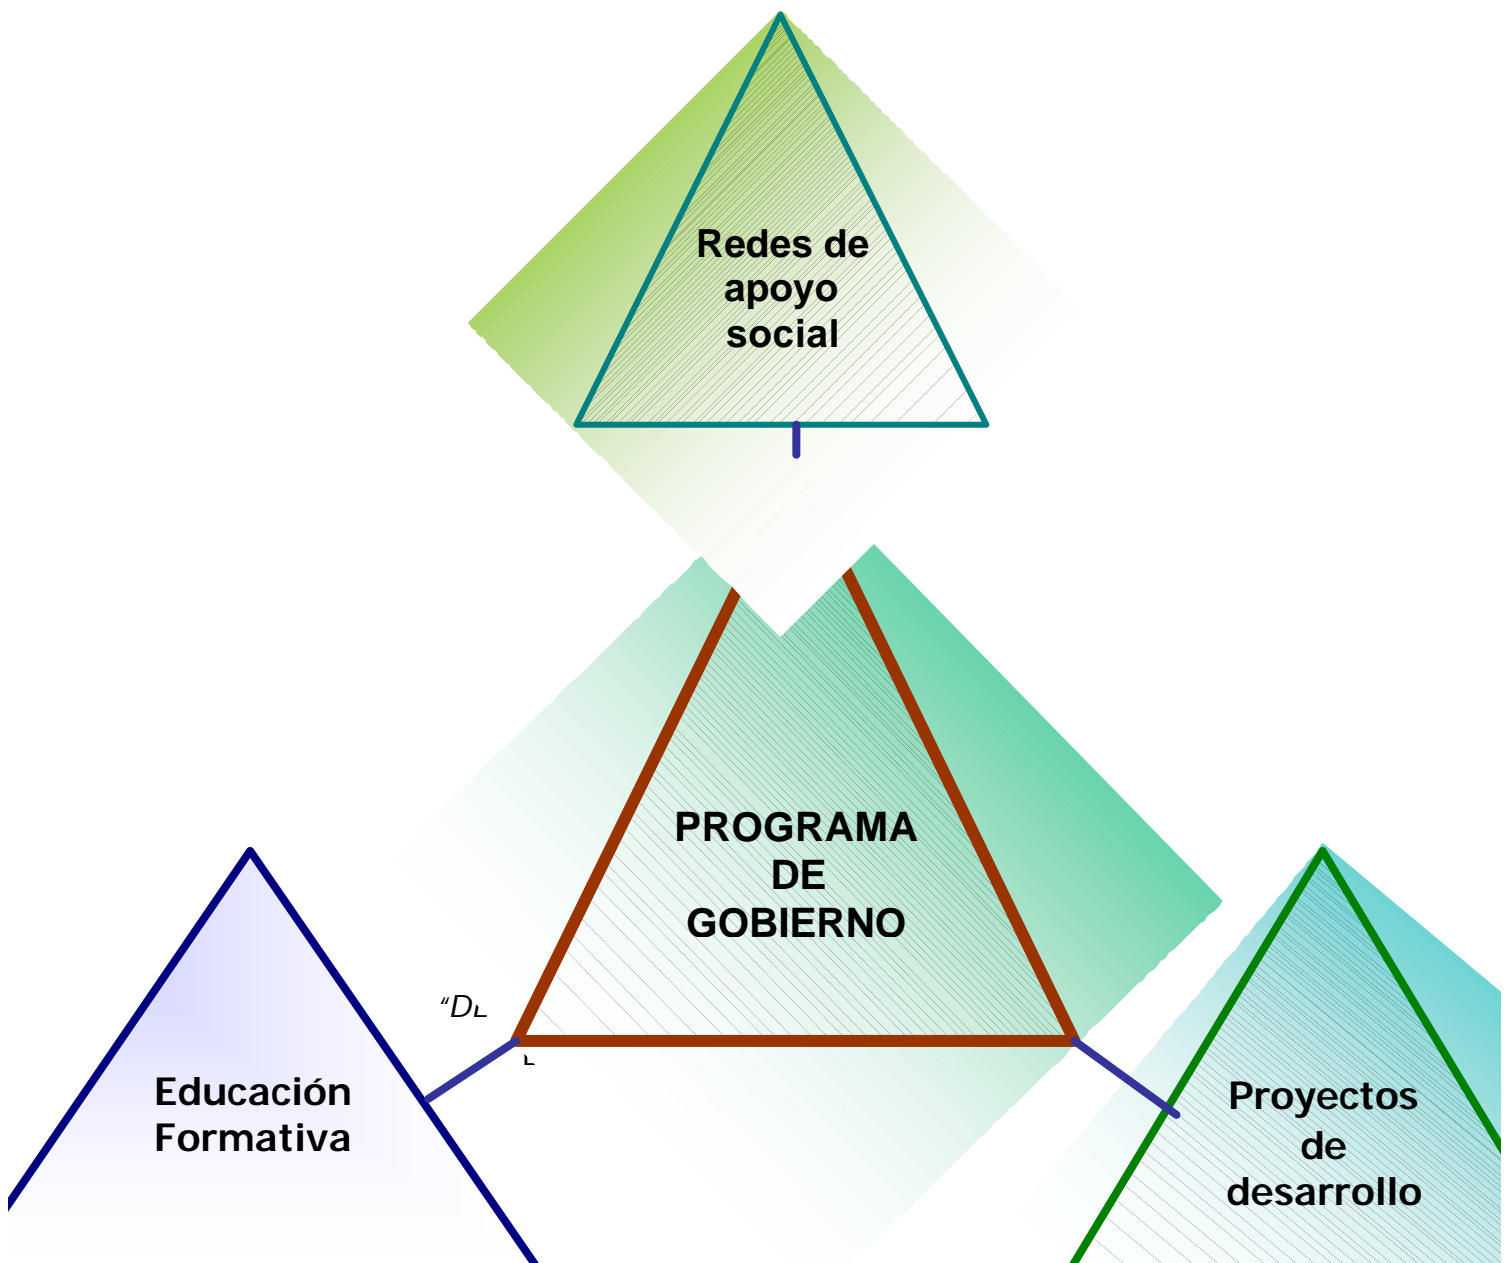 Redes de
apoyo
social
PROGRAMA
DE
GOBIERNO
Educación
Formativa
Proyectos
de
desarrollo